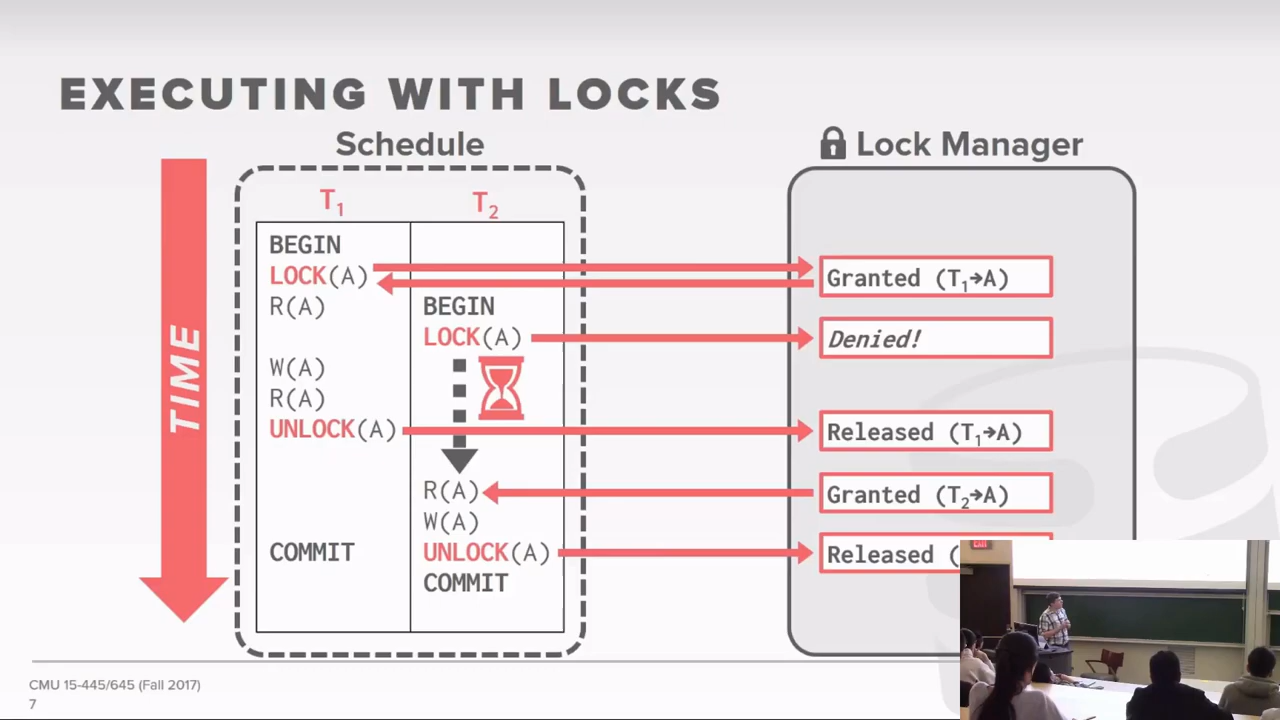 EXECUTING WITH LOCKS
Schedule
Lock Manager
TIME
T1
T2
BEGIN
LOCK(A)
R(A)
W(A)
R(A)
UNLOCK(A)
COMMIT
BEGIN
LOCK(A)
R(A)
W(A)
UNLOCK(A)
COMMIT
Granted (T1→A)
Denied!
Released (T1→A)
Granted (T2→A)
Released (
EXIT
CMU 15-445/645 (Fall 2017)
7